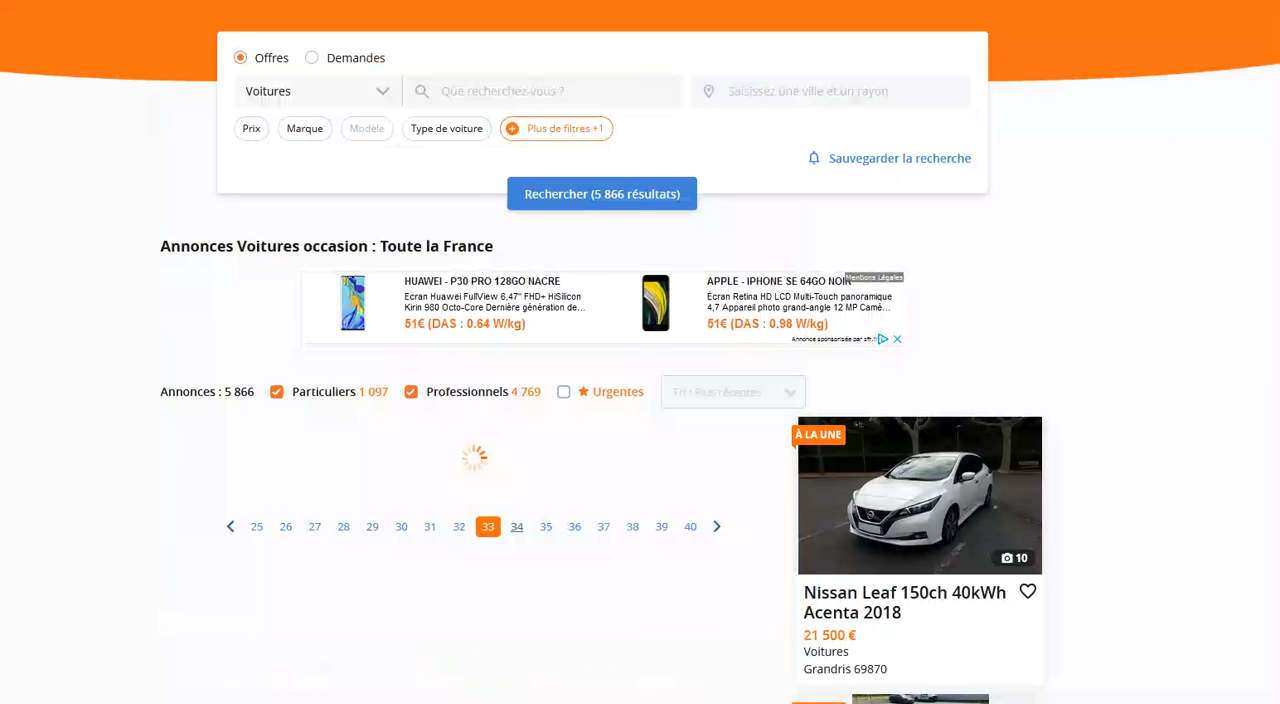 Offres Demandes
Voitures Que recherchez-vous ? Saisissez une ville et un rayon
Prix Marque Modèle Type de voiture Plus de filtres +1
Sauvegarder la recherche
Rechercher (5 866 résultats)
Annonces Voitures occasion : Toute la France
HUAWEI - P30 PRO 128GO NACRE
Ecran Huawei FullView 6,47" FHD+ HiSilicon
Kirin 980 Octo-Core Dernière génération de...
51€ (DAS : 0.64 W/kg)
APPLE - IPHONE SE 64GO NOIR
Mentions Légales
Écran Retina HD LCD Multi-Touch panoramique
4,7 Appareil photo grand-angle 12 MP Camé...
51€ (DAS : 0.98 W/kg)
Annonce sponsorisée par sfr.fr
Annonces : 5 866 Particuliers 1 097 Professionnels 4 769 Urgentes Tri : Plus récentes
À LA UNE
10
25 26 27 28 29 30 31 32 33 34 35 36 37 38 39 40
Nissan Leaf 150ch 40kWh
Acenta 2018
21 500 €
Voitures
Grandris 69870